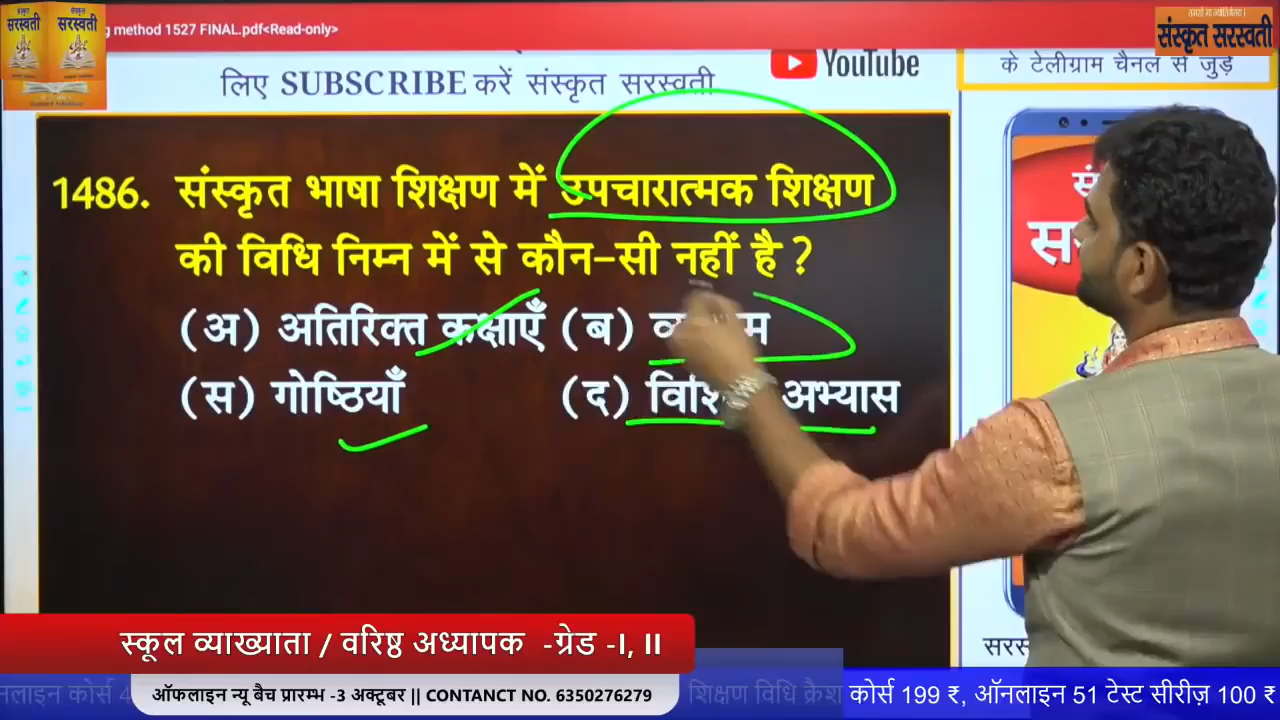 सरस्वती
सरस्वती
g method 1527 FINAL.pdf<Read-only>
संस्कृत सरस्वती
लिए SUBSCRIBE करें संस्कृत सरस्वती
YouTube
के टेलीग्राम चैनल से जुड़ें
1486. संस्कृत भाषा शिक्षण में उपचारात्मक शिक्षण
की विधि निम्न में से कौन-सी नहीं है ?
(अ) अतिरिक्त कक्षाएँ (ब)
(स) गोष्ठियाँ (द) अभ्यास
स्कूल व्याख्याता / वरिष्ठ अध्यापक -ग्रेड -I, II
ऑफलाइन न्यू बैच प्रारम्भ -3 अक्टूबर || CONTANCT NO. 6350276279
शिक्षण विधि क्रैश कोर्स 199 ₹, ऑनलाइन 51 टेस्ट सीरीज़ 100 ₹